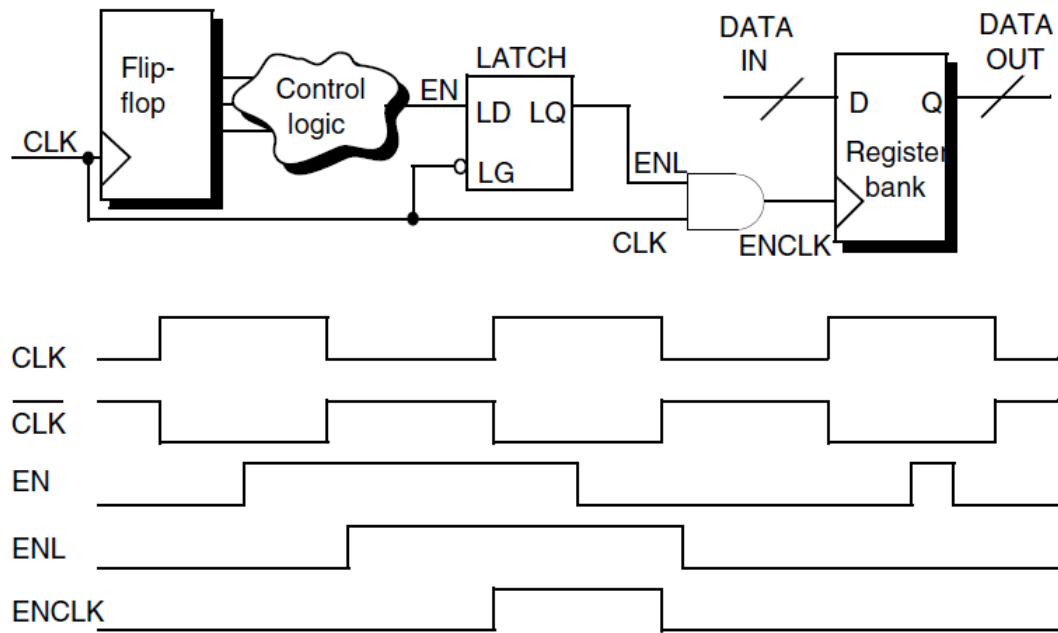 Flip-
flop
CLK
Control
logic
EN
LATCH
LD LQ
LG
ENL
CLK
ENCLK
DATA
IN
DATA
OUT
D Q
Register
bank
CLK
CLK
EN
ENL
ENCLK